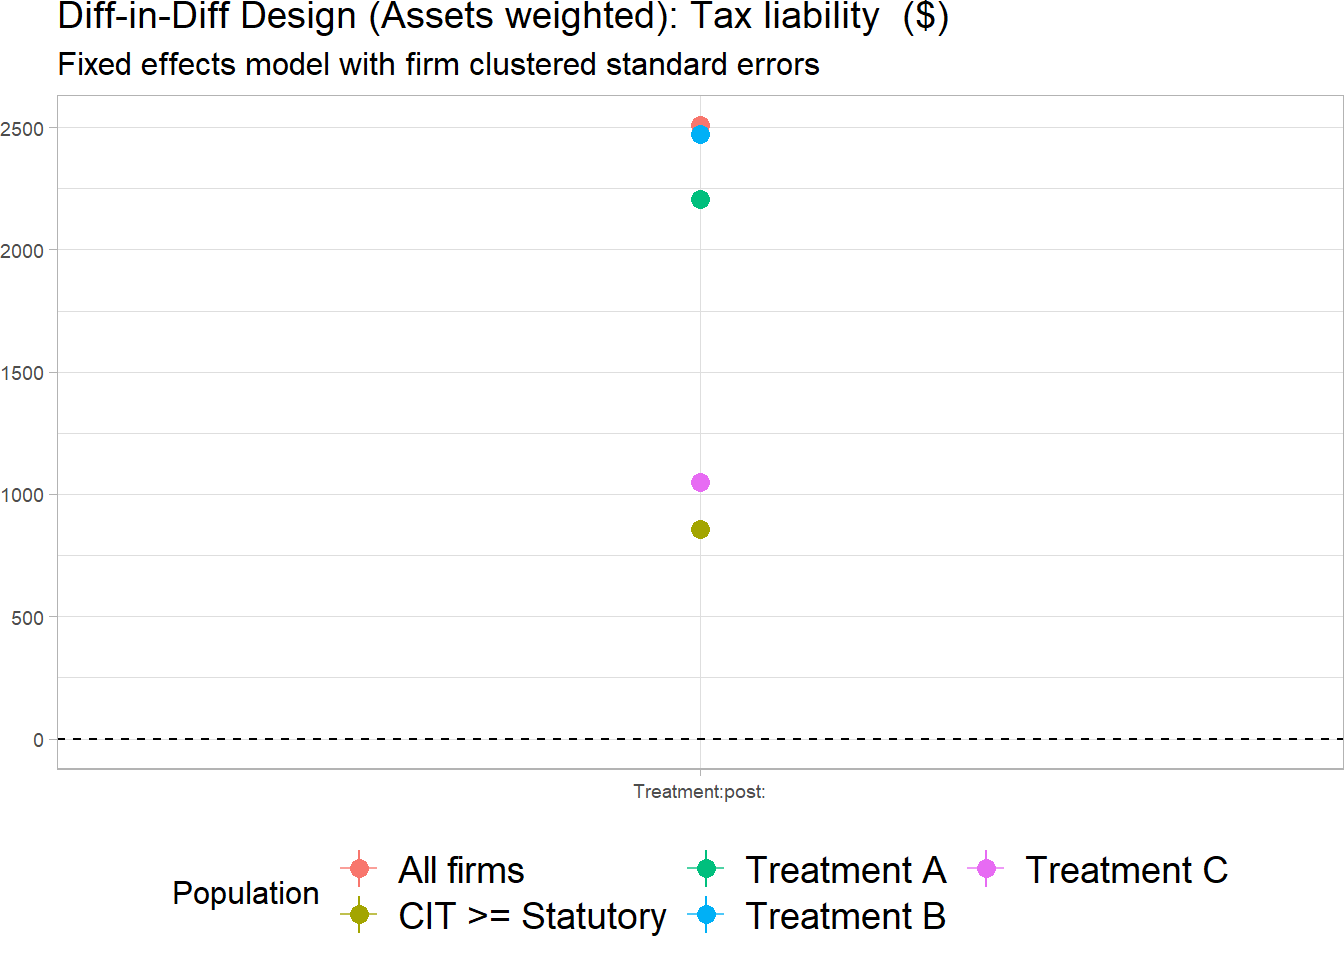 Diff-in-Diff Design (Assets weighted): Tax liability  ($)
Fixed effects model with firm clustered standard errors
2500
2000
1500
1000
500
0
Treatment:post:
Population
All firms
Treatment A
Treatment C
CIT >= Statutory
Treatment B